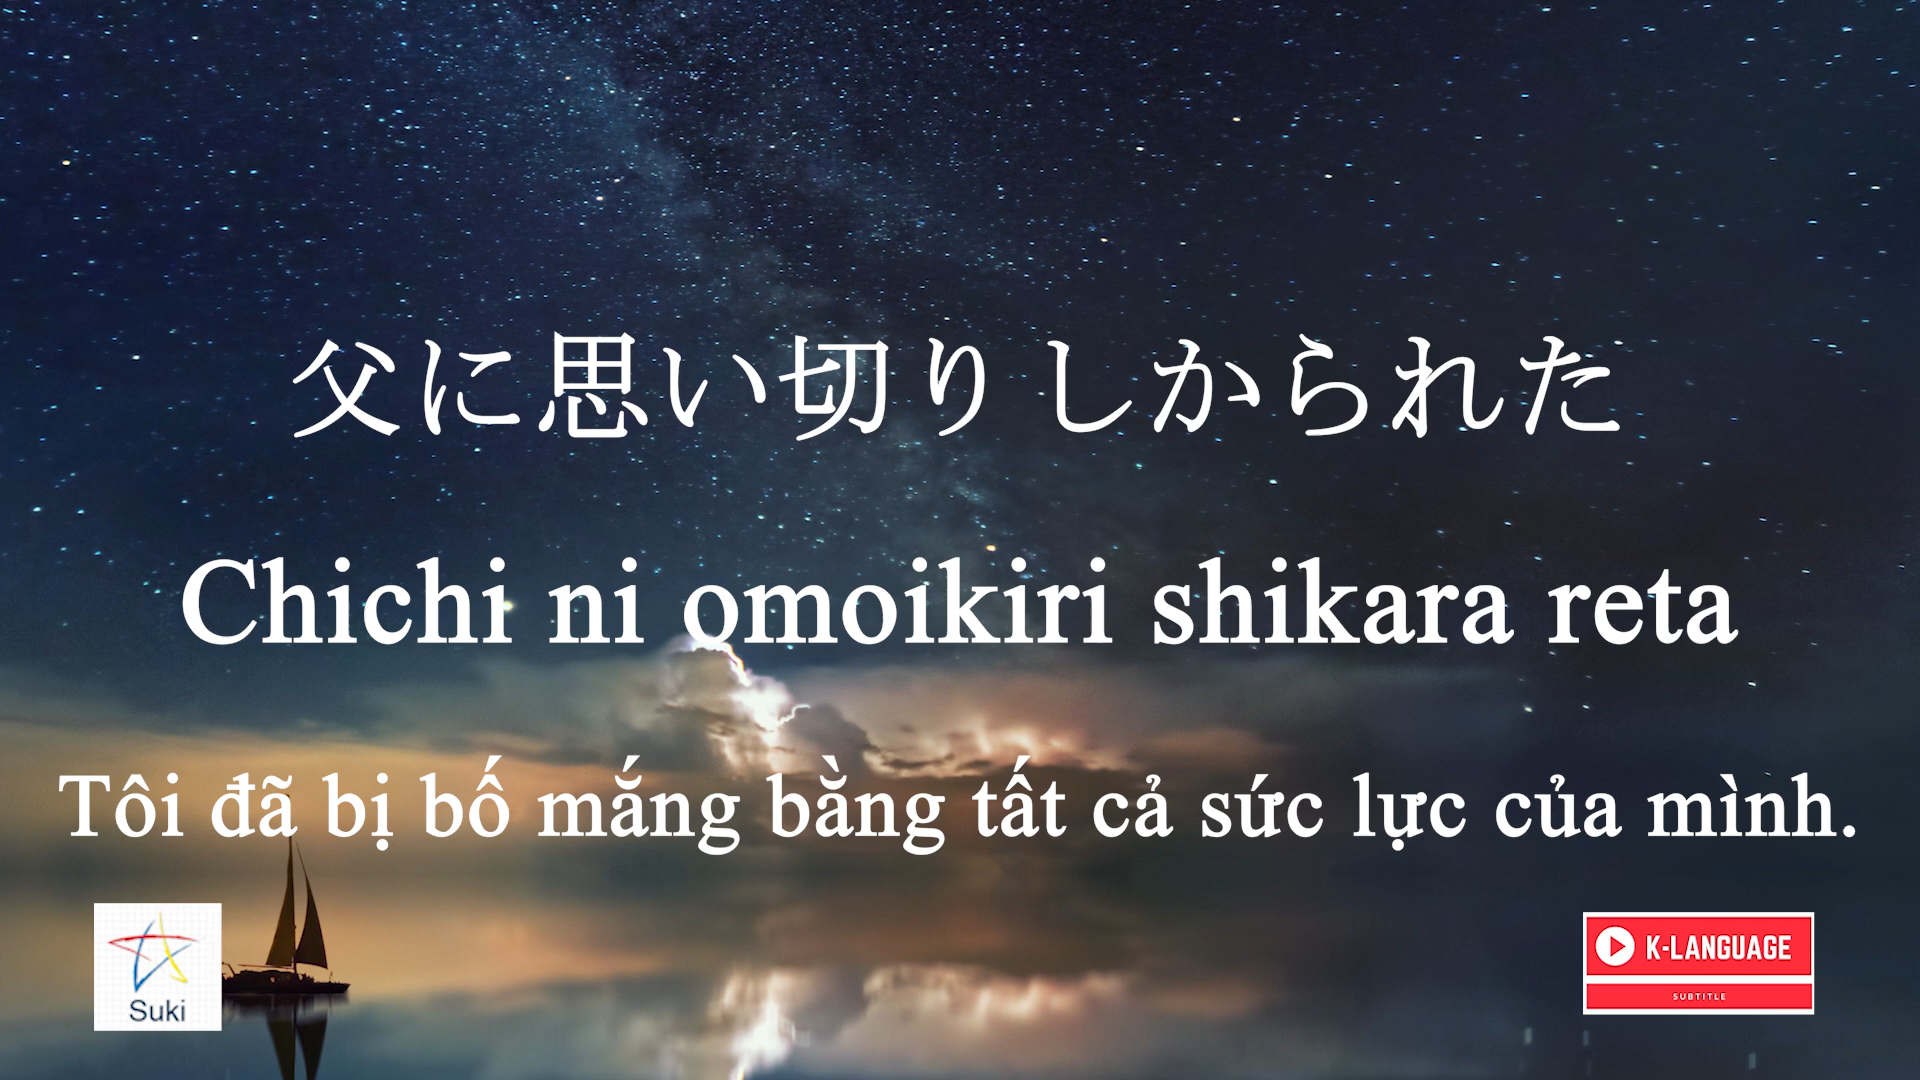 父に思い切りしかられた
Chichi ni omoikiri shikara reta
Tôi đã bị bố mắng bằng tất cả sức lực của mình.
Suki
K-LANGUAGE
SUBTITLE